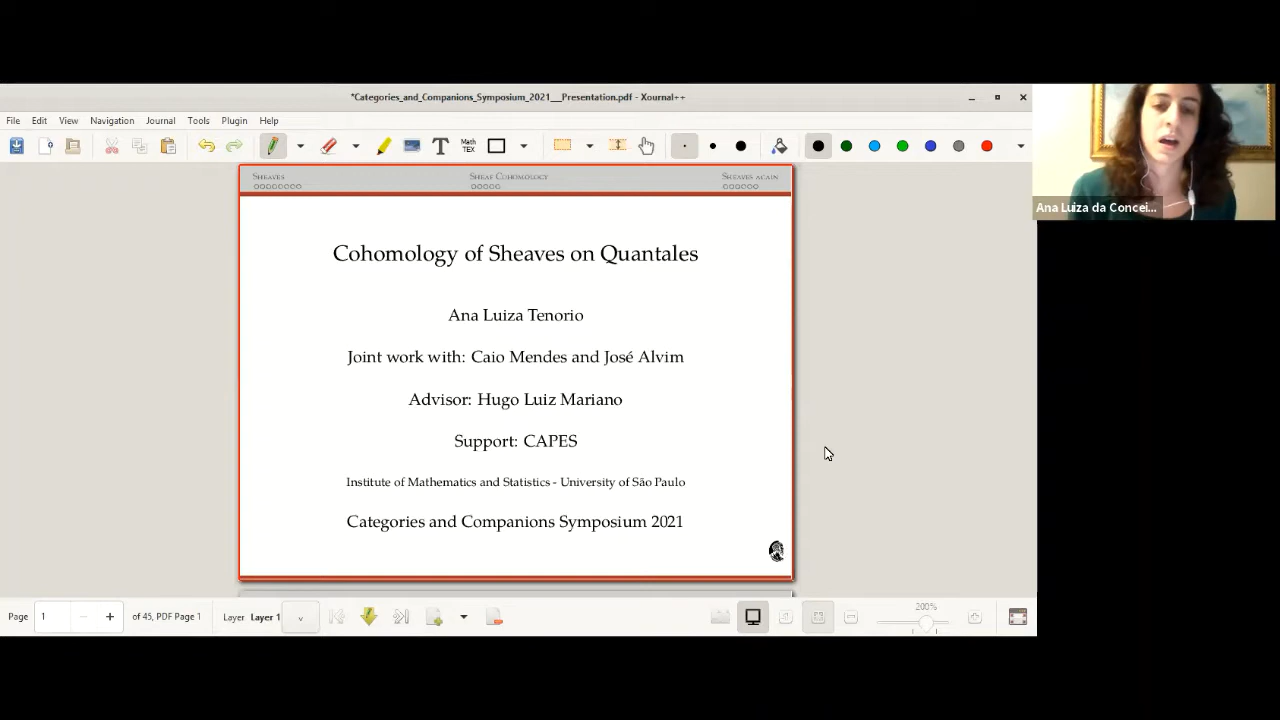 *Categories_and_Companions_Symposium_2021__Presentation.pdf - Xournal++
File Edit View Navigation Journal Tools Plugin Help
T Math TEX
Sheaves Sheaf Cohomology Sheaves again
Cohomology of Sheaves on Quantales
Ana Luiza Tenorio
Joint work with: Caio Mendes and José Alvim
Advisor: Hugo Luiz Mariano
Support: CAPES
Institute of Mathematics and Statistics - University of São Paulo
Categories and Companions Symposium 2021
Page 1 of 45, PDF Page 1 Layer Layer 1 200%
Ana Luiza da Concei...